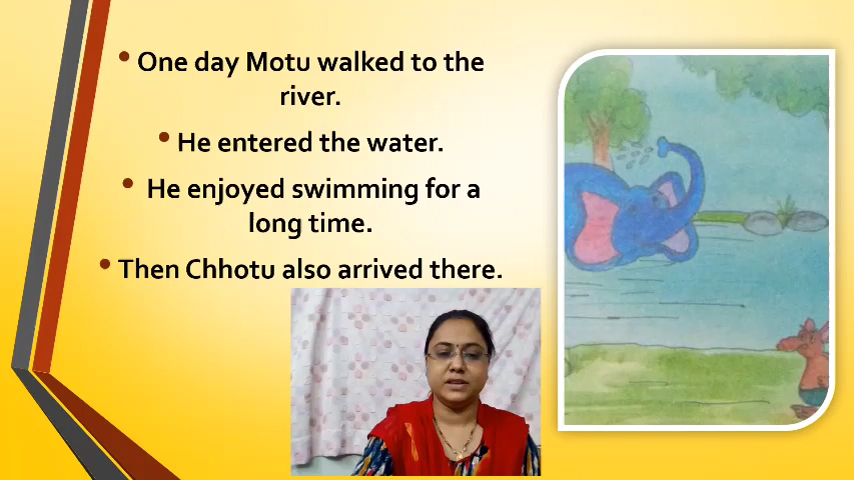 • One day Motu walked to the
river.
• He entered the water.
• He enjoyed swimming for a
long time.
• Then Chhotu also arrived there.